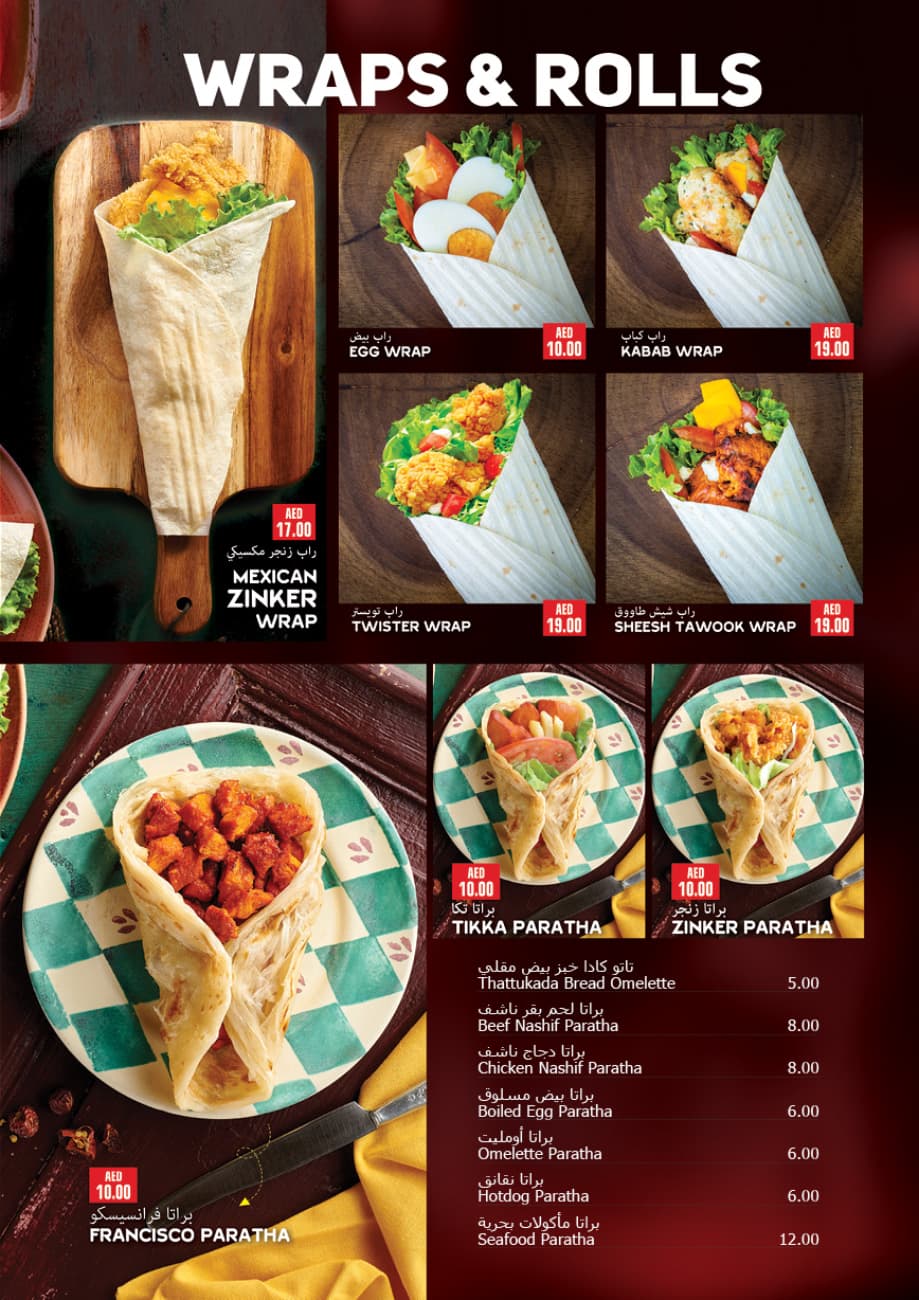 WRAPS & ROLLS
AED
17.00
راب زنجر مكسيكي
MEXICAN
ZINKER
WRAP
راب بيض
EGG WRAP
AED
10.00
راب كباب
KABAB WRAP
AED
19.00
راب تويستر
TWISTER WRAP
AED
19.00
راب شيش طاووق
SHEESH TAWOOK WRAP
AED
19.00
AED
10.00
براتا فرانسيسكو
FRANCISCO PARATHA
AED
10.00
براتا تكا
TIKKA PARATHA
AED
10.00
براتا زنجر
ZINKER PARATHA
تاتو كادا خبز بيض مقلي
Thattukada Bread Omelette 5.00
براتا لحم بقر ناشف
Beef Nashif Paratha 8.00
براتا دجاج ناشف
Chicken Nashif Paratha 8.00
براتا بيض مسلوق
Boiled Egg Paratha 6.00
براتا أومليت
Omelette Paratha 6.00
براتا نقانق
Hotdog Paratha 6.00
براتا مأكولات بحرية
Seafood Paratha 12.00